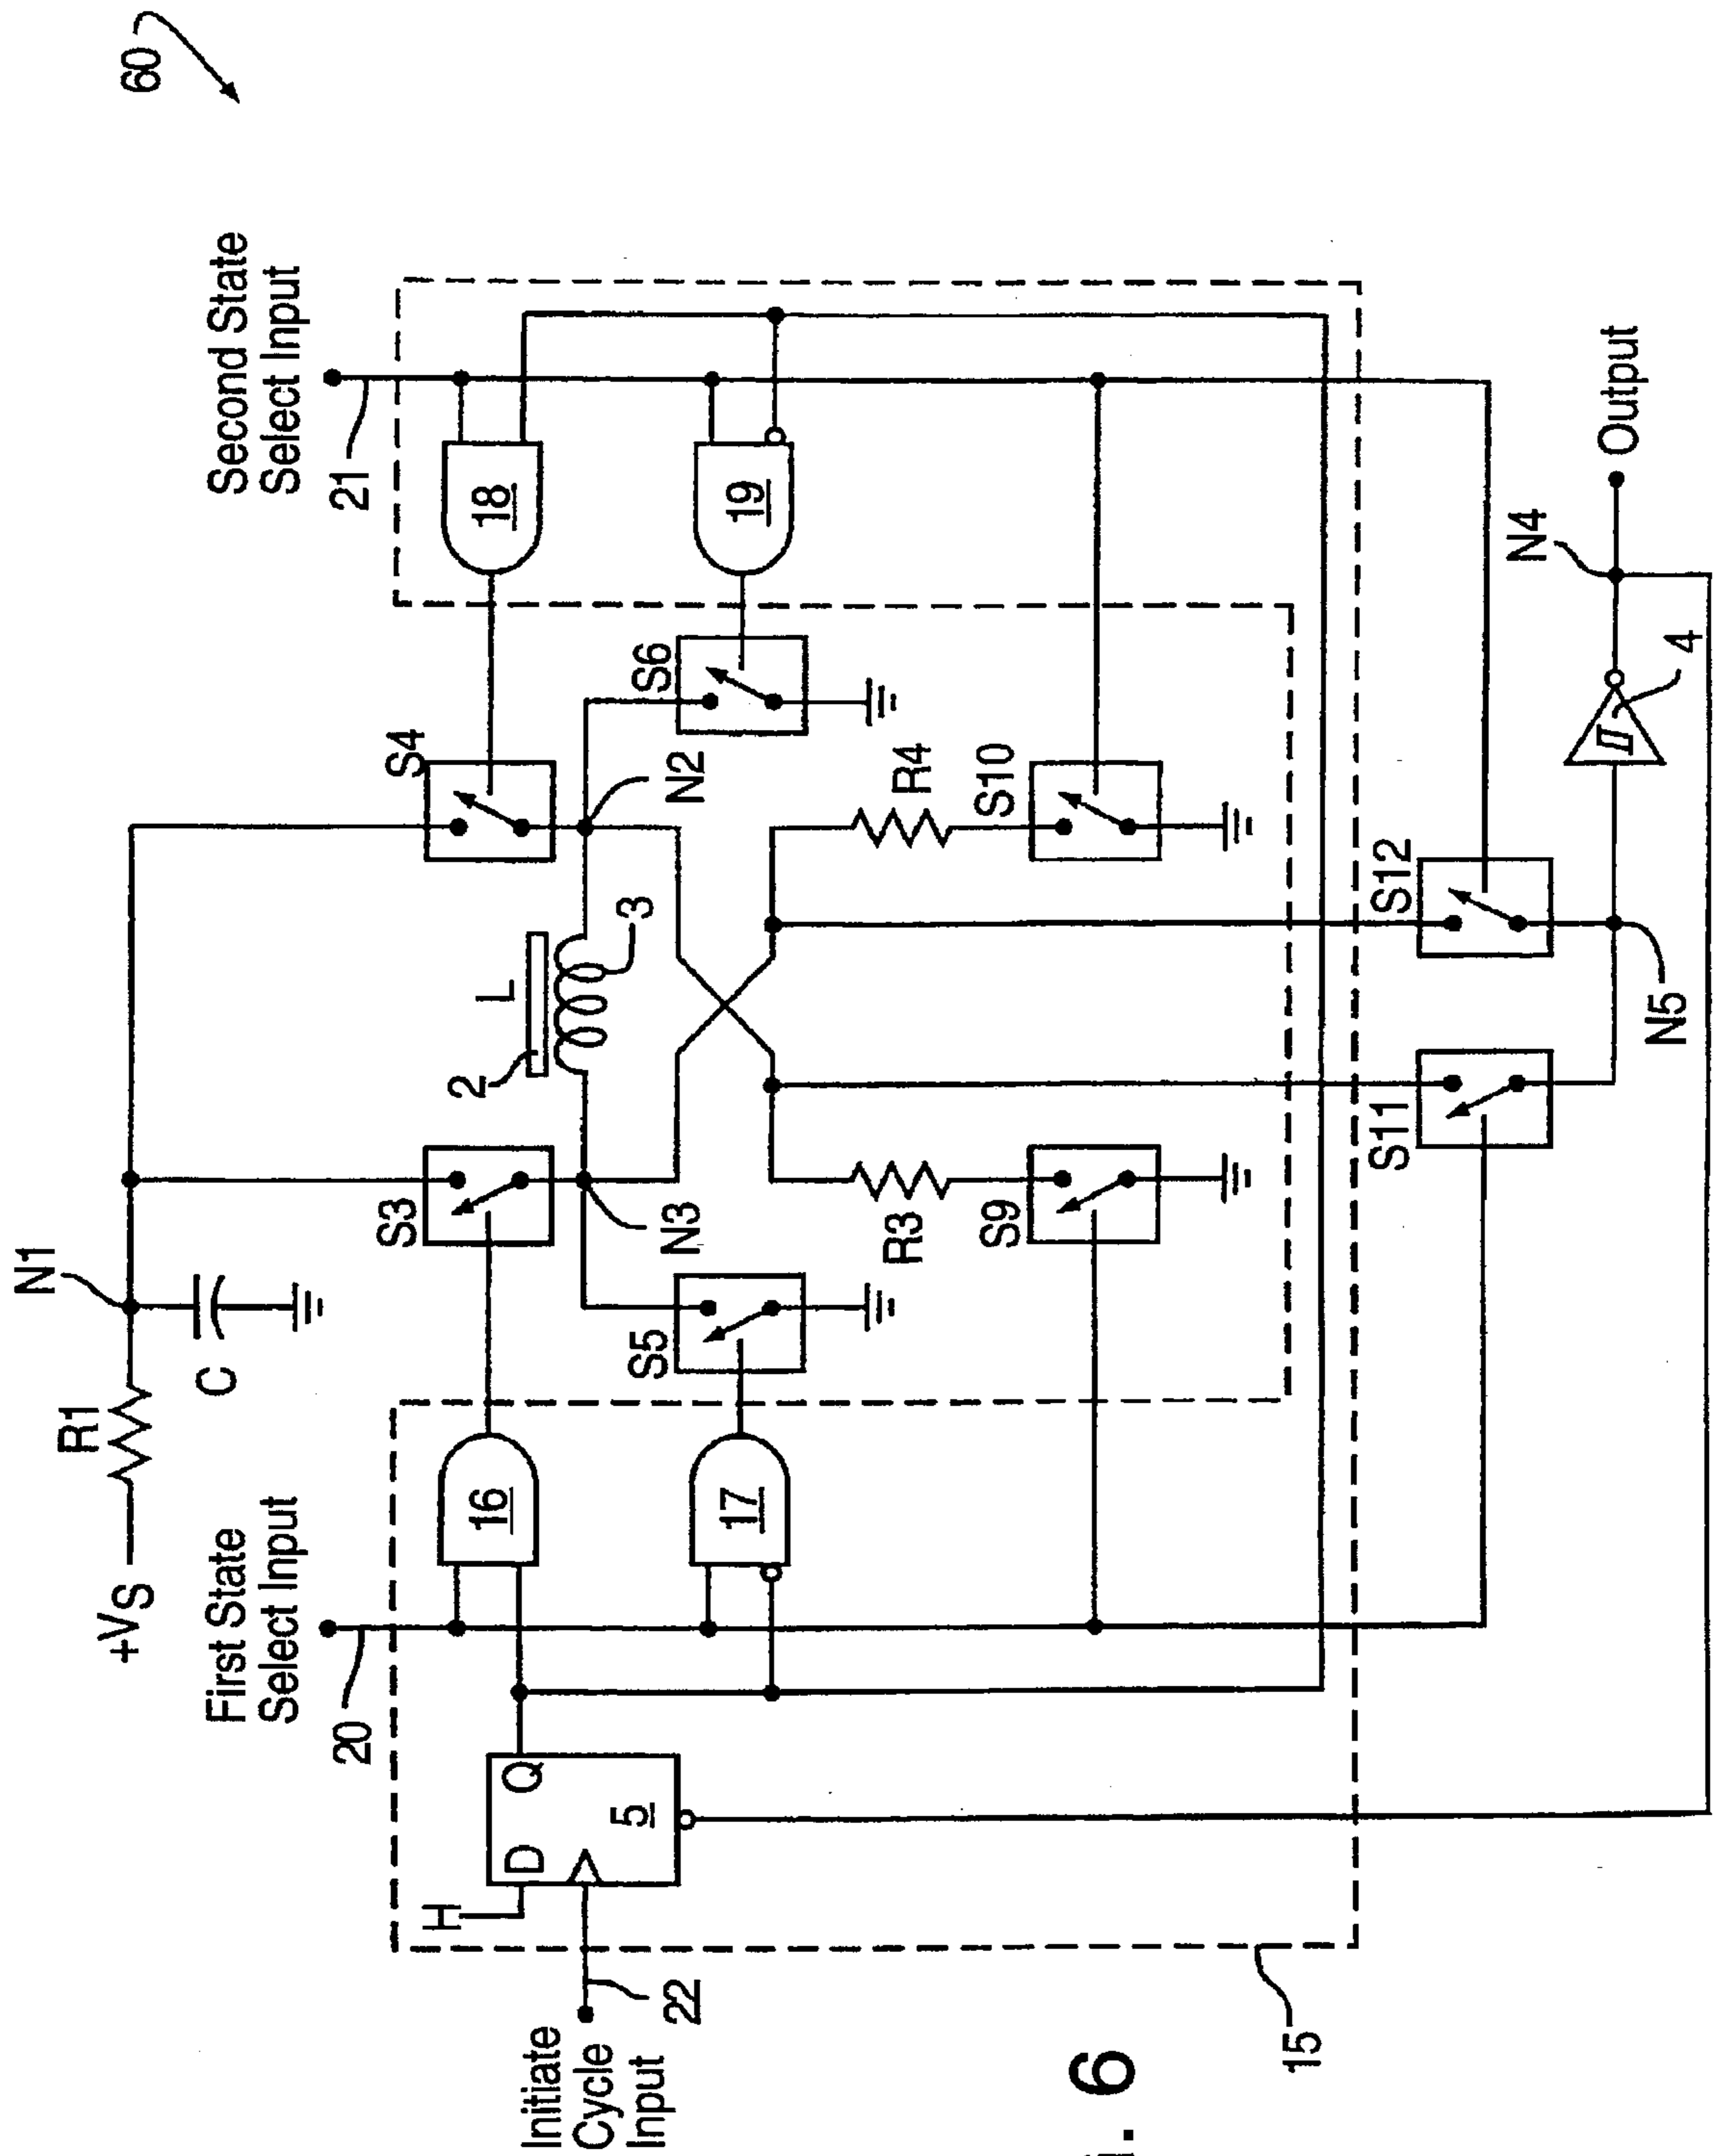 60
N1
R1
C
+VS
First State
Select Input
20
Second State
Select Input
21
S3
S4
2
L
3
16
18
N3
N2
S5
S6
17
19
H
D
Q
5
Initiate
Cycle
Input
22
R3
R4
S9
S10
15
S11
S12
N5
4
N4
Output
6